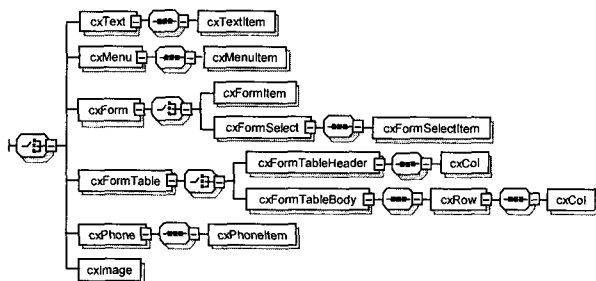 cxText cxTextItem
cxMenu cxMenuItem
cxFormItem
cxForm
cxFormSelect cxFormSelectItem
cxFormTableHeader cxCol
cxFormTable
cxFormTableBody cxRow cxCol
cxPhone cxPhoneItem
cxImage